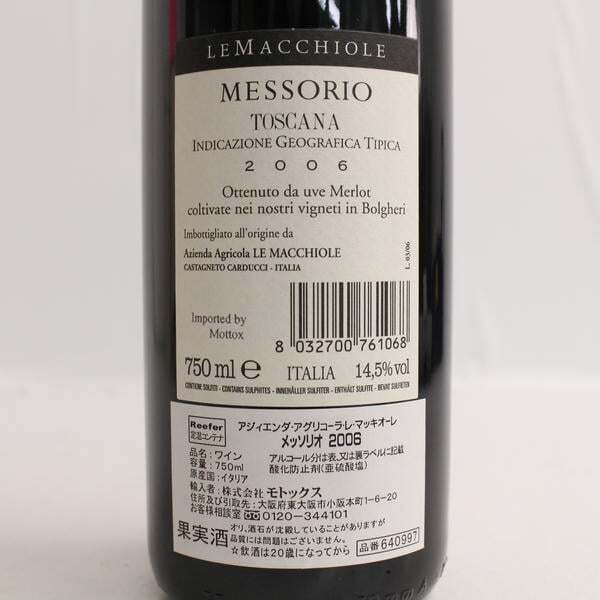 LE MACCHIOLE
MESSORIO
TOSCANA
INDICAZIONE GEOGRAFICA TIPICA
2 0 0 6
Ottenuto da uve Merlot
coltivate nei nostri vigneti in Bolgheri
Imbottigliato all'origine da
Azienda Agricola LE MACCHIOLE
CASTAGNETO CARDUCCI - ITALIA
L. 03/06
Imported by
Mottox
8 032700 761068
750 ml e ITALIA 14,5% vol
CONTIENE SOLFITI - CONTAINS SULPHITES - INNEHÅLLER SULFITER - ENTHÄLT SULFITE - BEVAT SULFIETEN
Reefer
定温コンテナ
アジィエンダ・アグリコーラ・レ・マッキオーレ
メッソリオ 2006
品名：ワイン
容量：750ml
原産国：イタリア
アルコール分は表、又は裏ラベルに記載
酸化防止剤(亜硫酸塩)
輸入者：株式会社 モトックス
住所及び引取先：大阪府東大阪市小阪本町1-6-20
お客様相談室 0120-344101
果実酒
オリ、酒石が沈殿していることがありますが
品質には問題はございません。
☆飲酒は20歳になってから
品番 640997